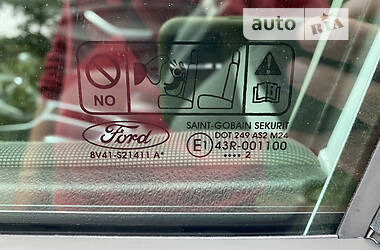 auto RIA
NO
Ford
8V41-S21411 A*
SAINT-GOBAIN SEKURIT
DOT 249 AS2 M24
E1 43R-001100
•••• 2